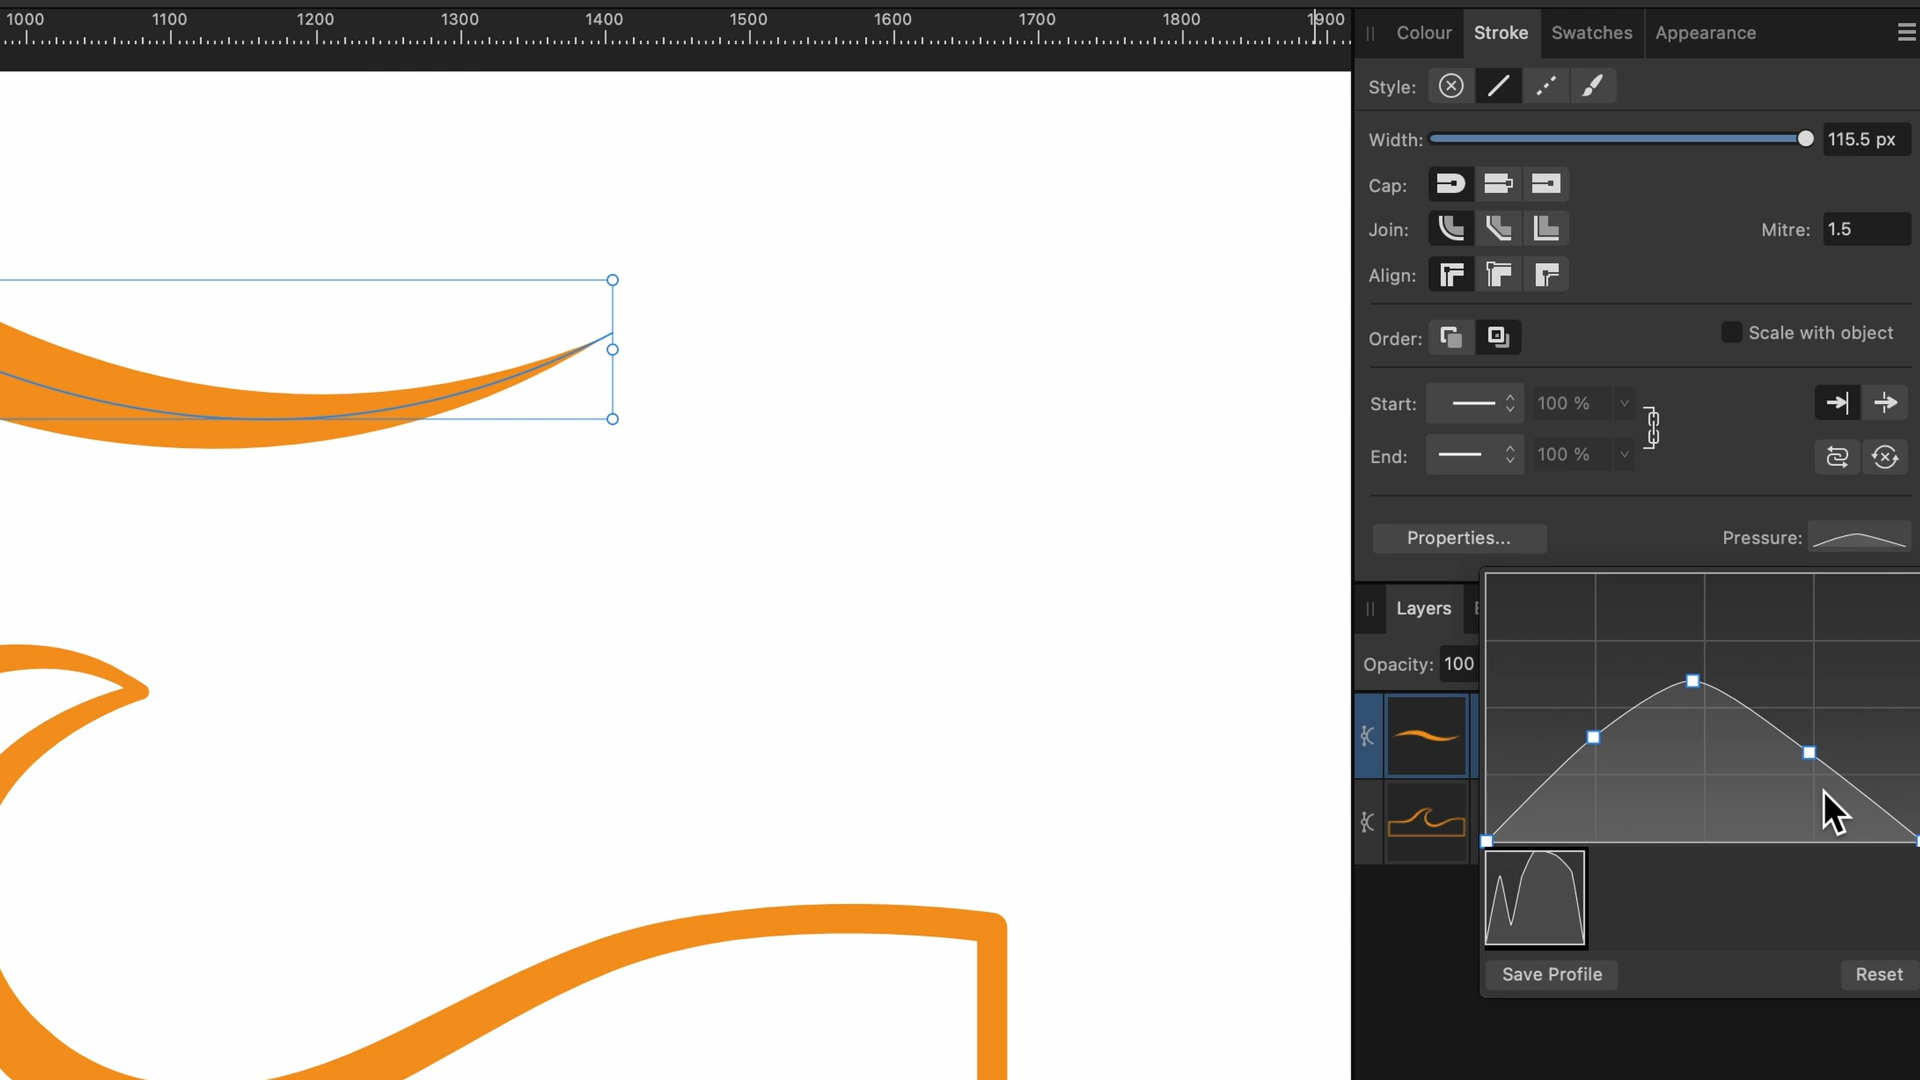 1000 1100 1200 1300 1400 1500 1600 1700 1800 1900
Colour Stroke Swatches Appearance
Style:
Width: 115.5 px
Cap:
Join: Mitre: 1.5
Align:
Order: Scale with object
Start: 100 %
End: 100 %
Properties... Pressure:
Layers
Opacity: 100
Save Profile Reset